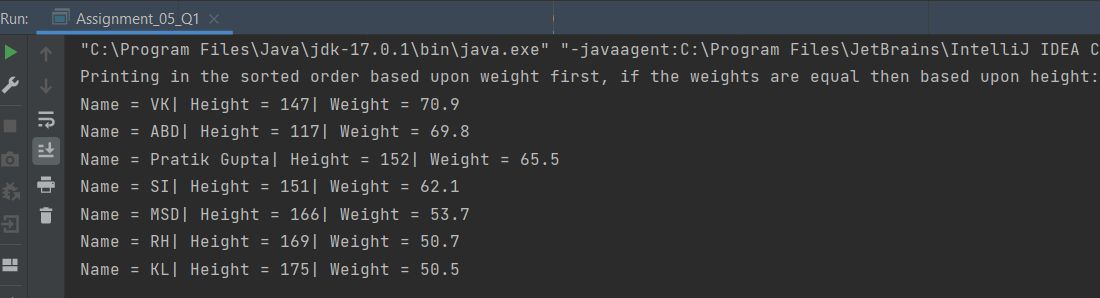 Run: Assignment_05_Q1 ×
"C:\Program Files\Java\jdk-17.0.1\bin\java.exe" "-javaagent:C:\Program Files\JetBrains\IntelliJ IDEA C
Printing in the sorted order based upon weight first, if the weights are equal then based upon height:
Name = VK| Height = 147| Weight = 70.9
Name = ABD| Height = 117| Weight = 69.8
Name = Pratik Gupta| Height = 152| Weight = 65.5
Name = SI| Height = 151| Weight = 62.1
Name = MSD| Height = 166| Weight = 53.7
Name = RH| Height = 169| Weight = 50.7
Name = KL| Height = 175| Weight = 50.5